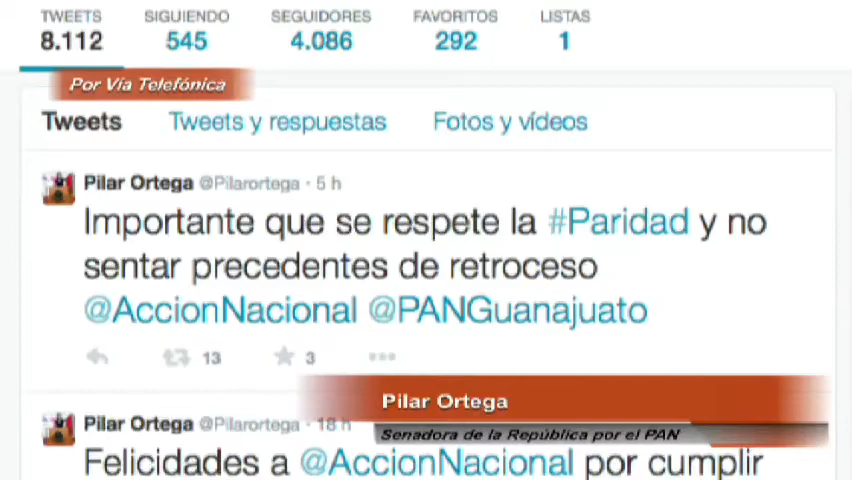 TWEETS SIGUIENDO SEGUIDORES FAVORITOS LISTAS
8.112 545 4.086 292 1
Por Vía Telefónica
Tweets Tweets y respuestas Fotos y vídeos
Pilar Ortega @Pilarortega · 5 h
Importante que se respete la #Paridad y no
sentar precedentes de retroceso
@AccionNacional @PANGuanajuato
13 3
Pilar Ortega
Pilar Ortega @Pilarortega · 18 h
Senadora de la República por el PAN
Felicidades a @AccionNacional por cumplir